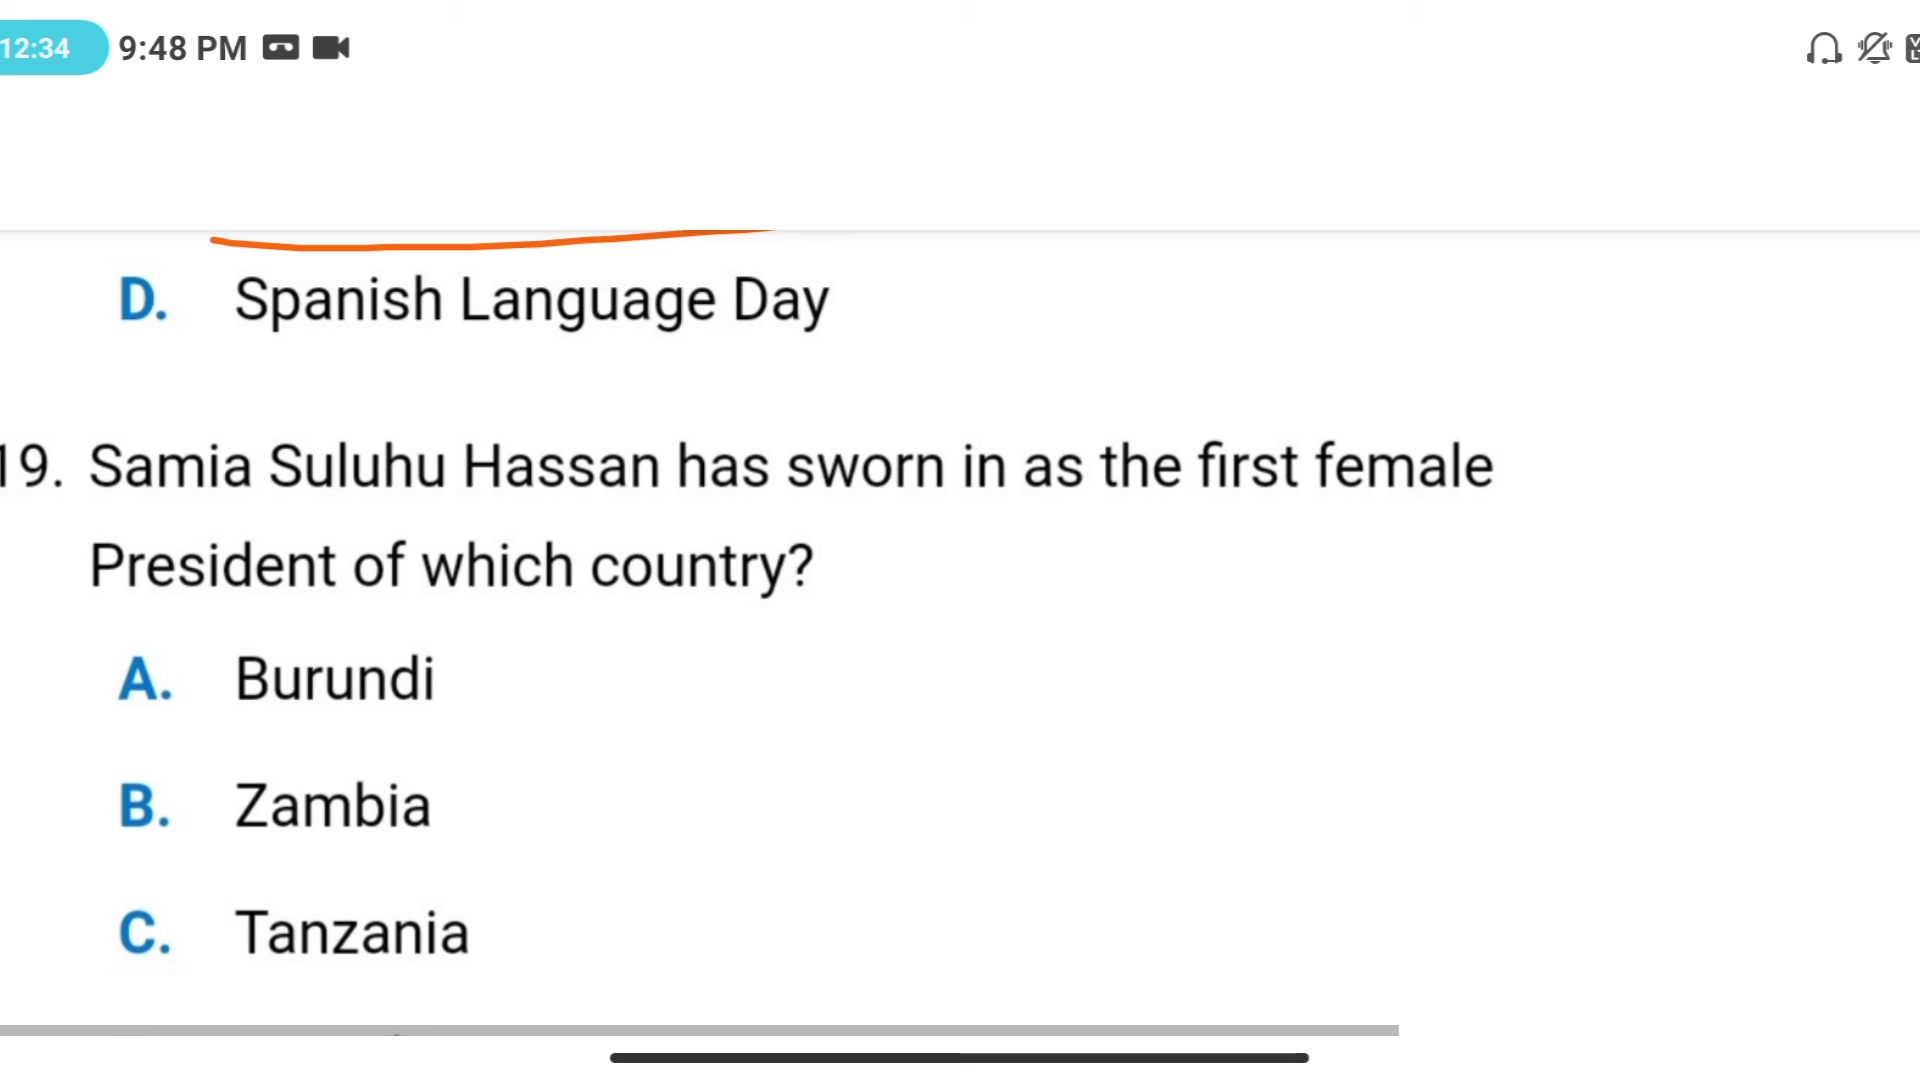 12:34 9:48 PM
D. Spanish Language Day
19. Samia Suluhu Hassan has sworn in as the first female
President of which country?
A. Burundi
B. Zambia
C. Tanzania